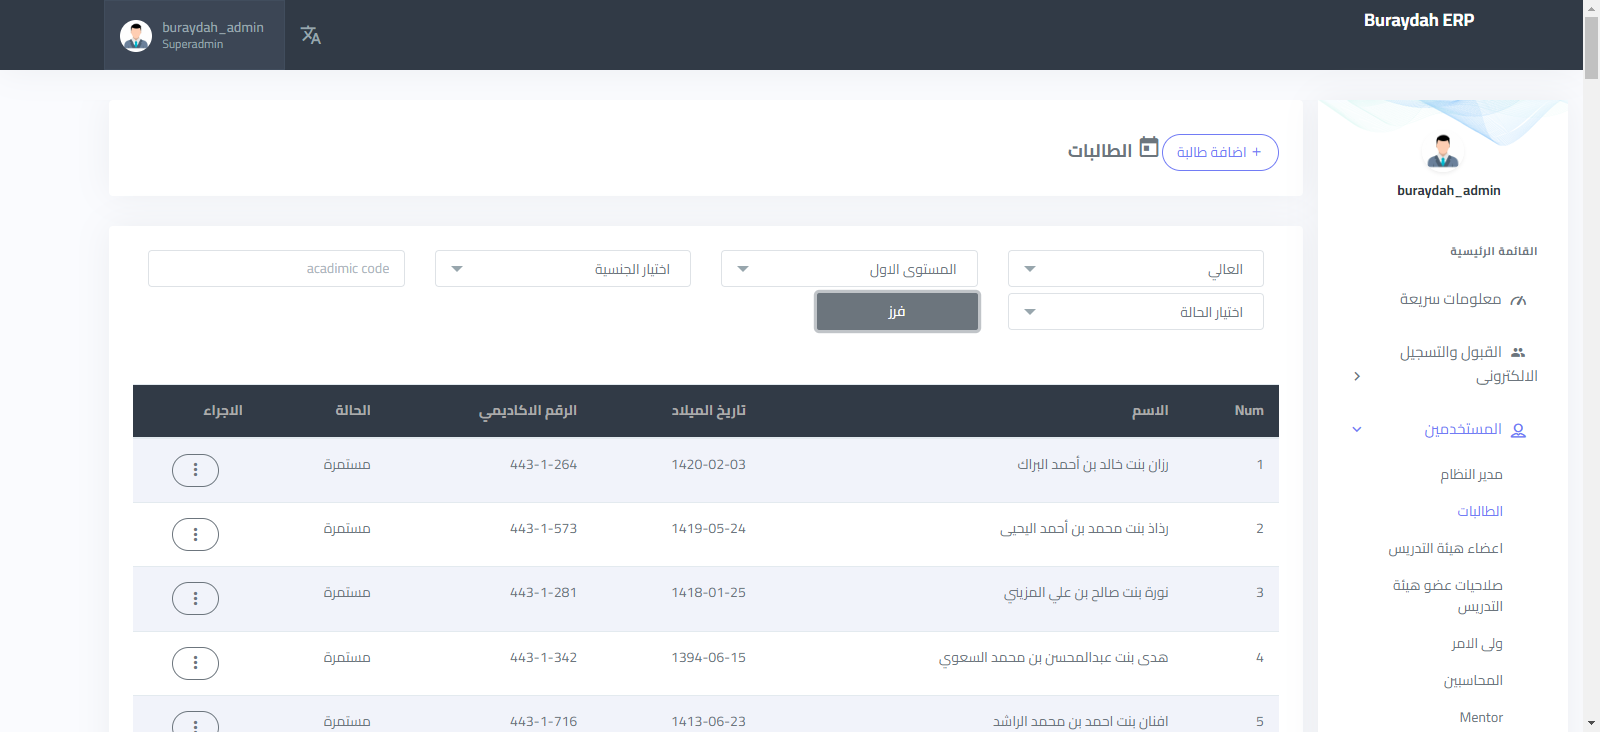 Buraydah ERP
buraydah_admin
Superadmin
buraydah_admin
القائمة الرئيسية
معلومات سريعة
القبول والتسجيل
الالكترونى
المستخدمين
مدير النظام
الطالبات
اعضاء هيئة التدريس
صلاحيات عضو هيئة
التدريس
ولى الامر
المحاسبين
Mentor
+ اضافة طالبة
الطالبات
العالي
المستوى الاول
اختيار الجنسية
acadimic code
اختيار الحالة
فرز
Num الاسم تاريخ الميلاد الرقم الاكاديمي الحالة الاجراء
1 رزان بنت خالد بن أحمد البراك 1420-02-03 443-1-264 مستمرة
2 رذاذ بنت محمد بن أحمد اليحيى 1419-05-24 443-1-573 مستمرة
3 نورة بنت صالح بن علي المزيني 1418-01-25 443-1-281 مستمرة
4 هدى بنت عبدالمحسن بن محمد السعوي 1394-06-15 443-1-342 مستمرة
5 افنان بنت احمد بن محمد الراشد 1413-06-23 443-1-716 مستمرة